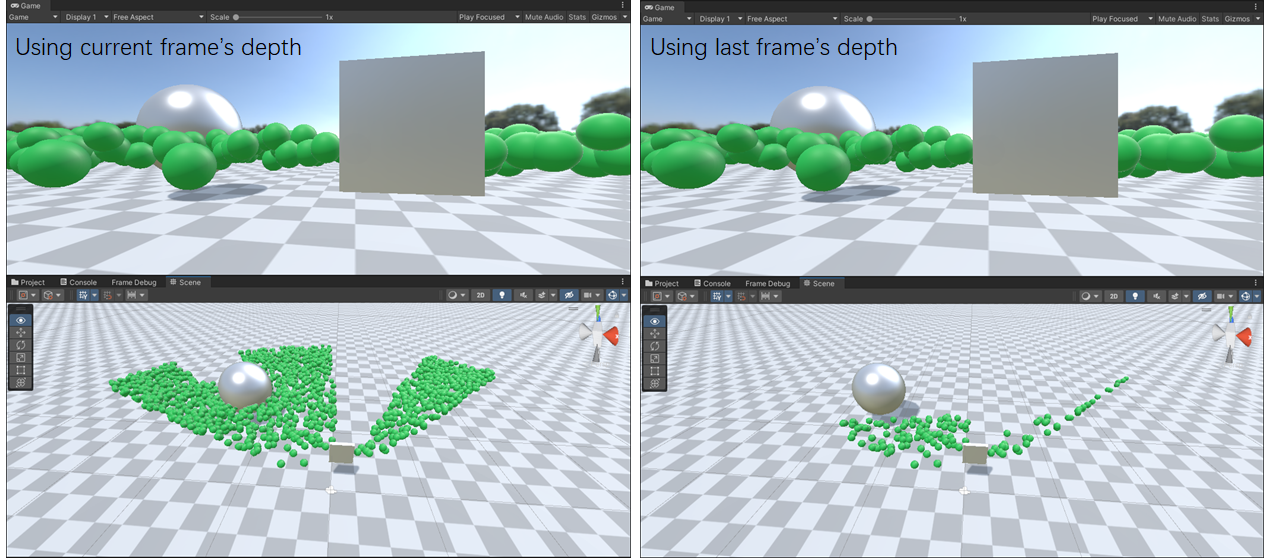 Game
Game Display 1 Free Aspect Scale 1x Play Focused Mute Audio Stats Gizmos
Using current frame's depth
Project Console Frame Debug Scene
2D
Game
Game Display 1 Free Aspect Scale 1x Play Focused Mute Audio Stats Gizmos
Using last frame's depth
Project Console Frame Debug Scene
2D